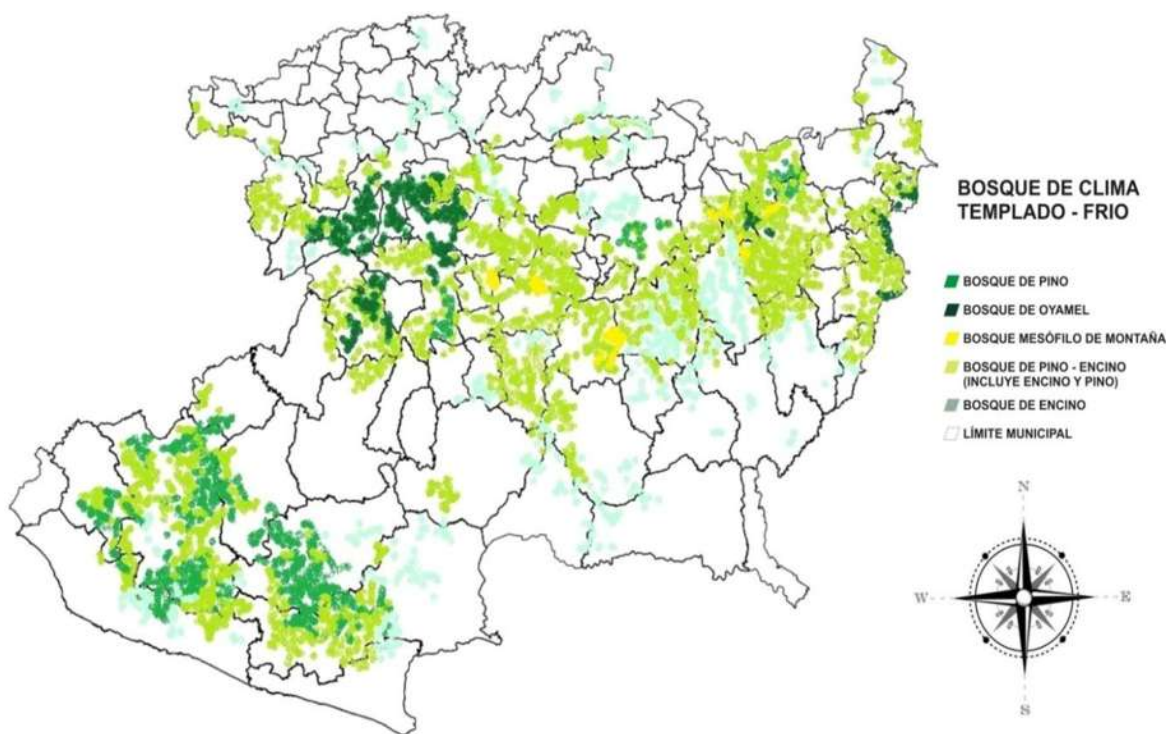 BOSQUE DE CLIMA
TEMPLADO - FRIO
BOSQUE DE PINO
BOSQUE DE OYAMEL
BOSQUE MESÓFILO DE MONTAÑA
BOSQUE DE PINO - ENCINO
(INCLUYE ENCINO Y PINO)
BOSQUE DE ENCINO
LÍMITE MUNICIPAL
N
W
E
S